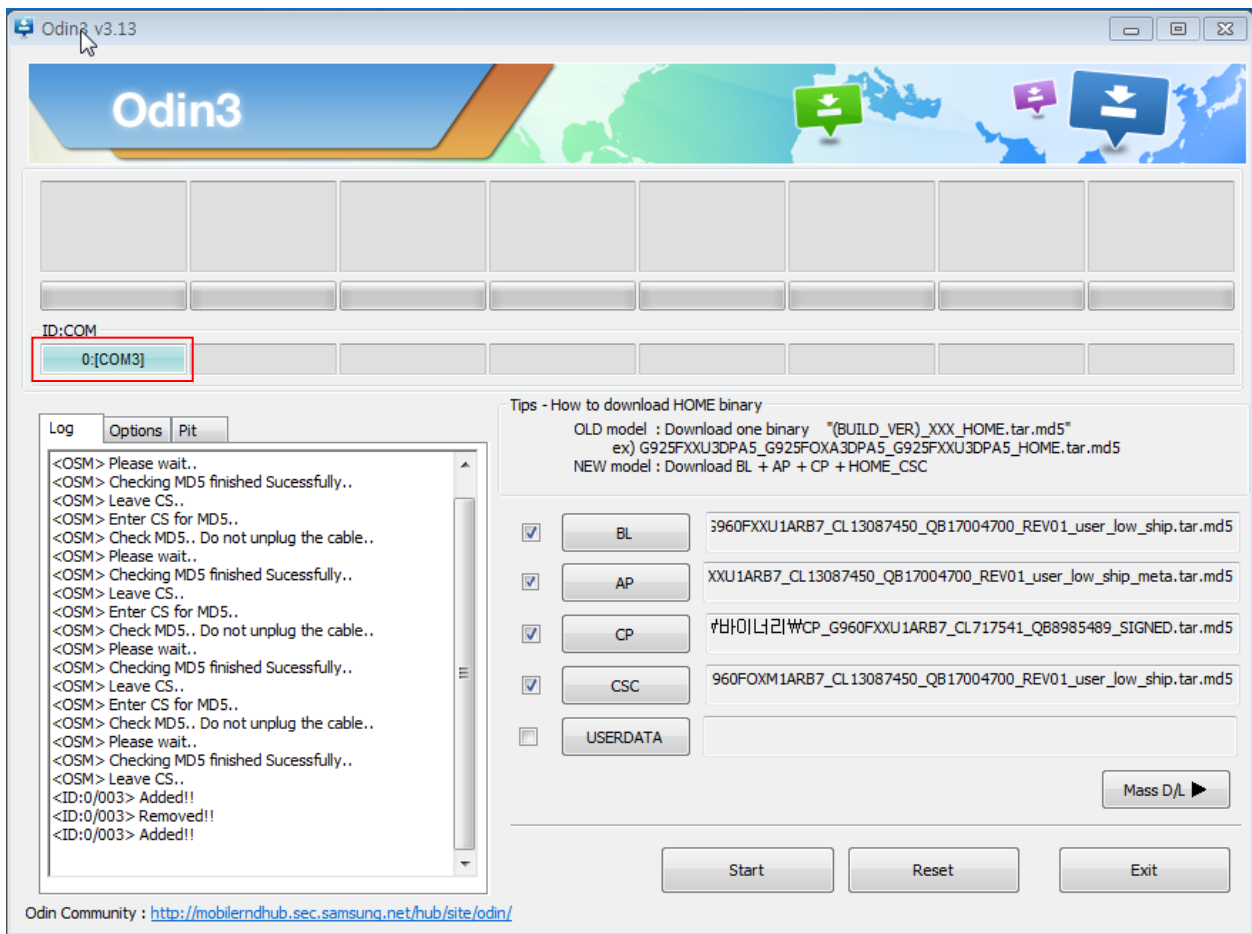 Odin3 v3.13
Odin3
ID:COM
0:[COM3]
Log Options Pit
<OSM> Please wait..
<OSM> Checking MD5 finished Sucessfully..
<OSM> Leave CS..
<OSM> Enter CS for MD5..
<OSM> Check MD5.. Do not unplug the cable..
<OSM> Please wait..
<OSM> Checking MD5 finished Sucessfully..
<OSM> Leave CS..
<OSM> Enter CS for MD5..
<OSM> Check MD5.. Do not unplug the cable..
<OSM> Please wait..
<OSM> Checking MD5 finished Sucessfully..
<OSM> Leave CS..
<OSM> Enter CS for MD5..
<OSM> Check MD5.. Do not unplug the cable..
<OSM> Please wait..
<OSM> Checking MD5 finished Sucessfully..
<OSM> Leave CS..
<ID:0/003> Added!!
<ID:0/003> Removed!!
<ID:0/003> Added!!
Tips - How to download HOME binary
OLD model : Download one binary "(BUILD_VER)_XXX_HOME.tar.md5"
ex) G925FXXU3DPA5_G925FOXA3DPA5_G925FXXU3DPA5_HOME.tar.md5
NEW model : Download BL + AP + CP + HOME_CSC
BL G960FXXU1ARB7_CL13087450_QB17004700_REV01_user_low_ship.tar.md5
AP XXU1ARB7_CL13087450_QB17004700_REV01_user_low_ship_meta.tar.md5
CP ₩바이너리₩CP_G960FXXU1ARB7_CL717541_QB8985489_SIGNED.tar.md5
CSC 960FOXM1ARB7_CL13087450_QB17004700_REV01_user_low_ship.tar.md5
USERDATA
Mass D/L
Start Reset Exit
Odin Community : http://mobilerndhub.sec.samsung.net/hub/site/odin/